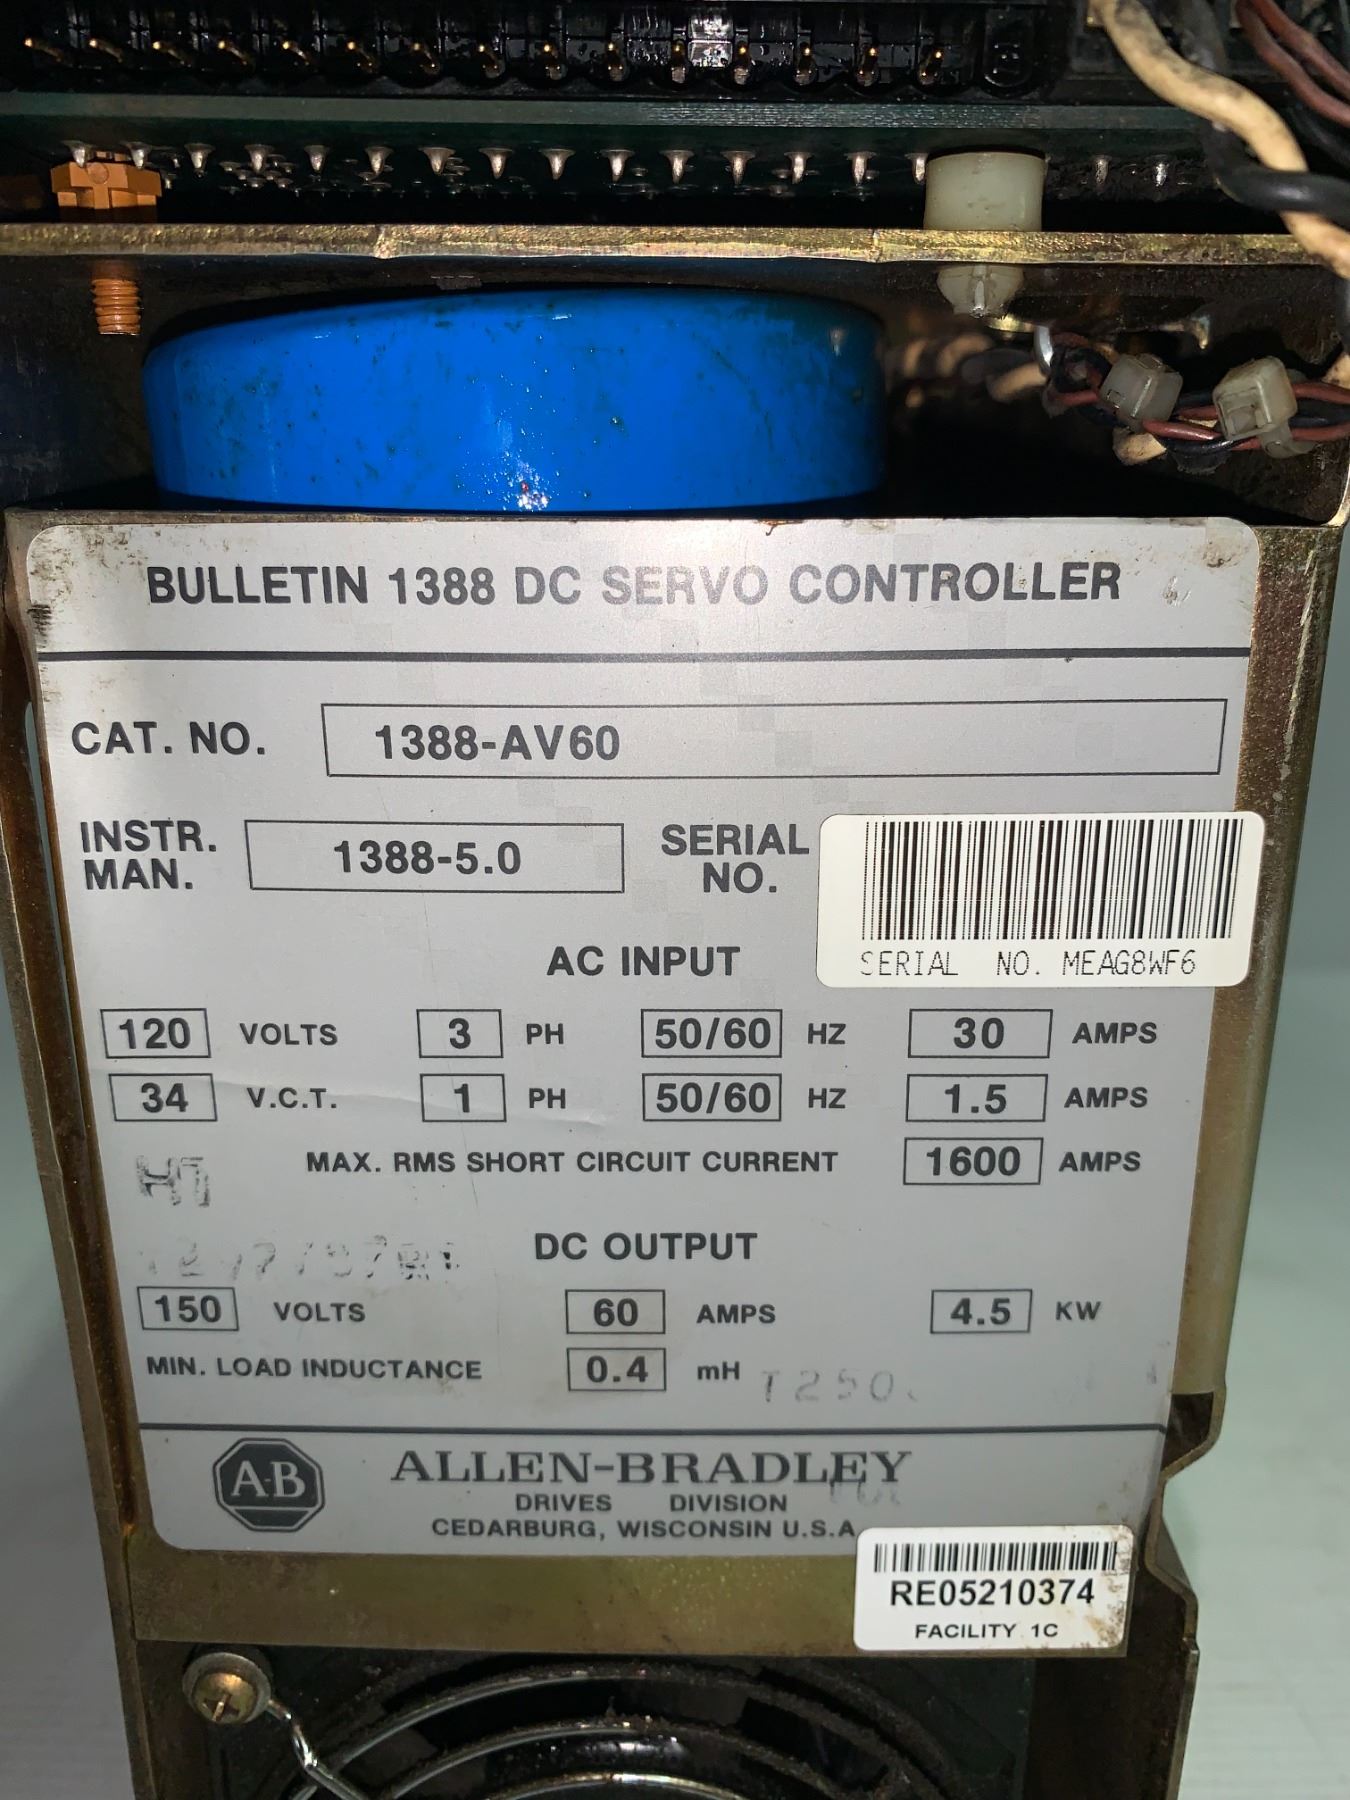 BULLETIN 1388 DC SERVO CONTROLLER
CAT. NO. 1388-AV60
INSTR. MAN. 1388-5.0 SERIAL NO.
SERIAL NO. MEAG8WF6
AC INPUT
120 VOLTS 3 PH 50/60 HZ 30 AMPS
34 V.C.T. 1 PH 50/60 HZ 1.5 AMPS
MAX. RMS SHORT CIRCUIT CURRENT 1600 AMPS
DC OUTPUT
150 VOLTS 60 AMPS 4.5 KW
MIN. LOAD INDUCTANCE 0.4 mH
A-B
ALLEN-BRADLEY
DRIVES DIVISION
CEDARBURG, WISCONSIN U.S.A.
RE05210374
FACILITY 1C